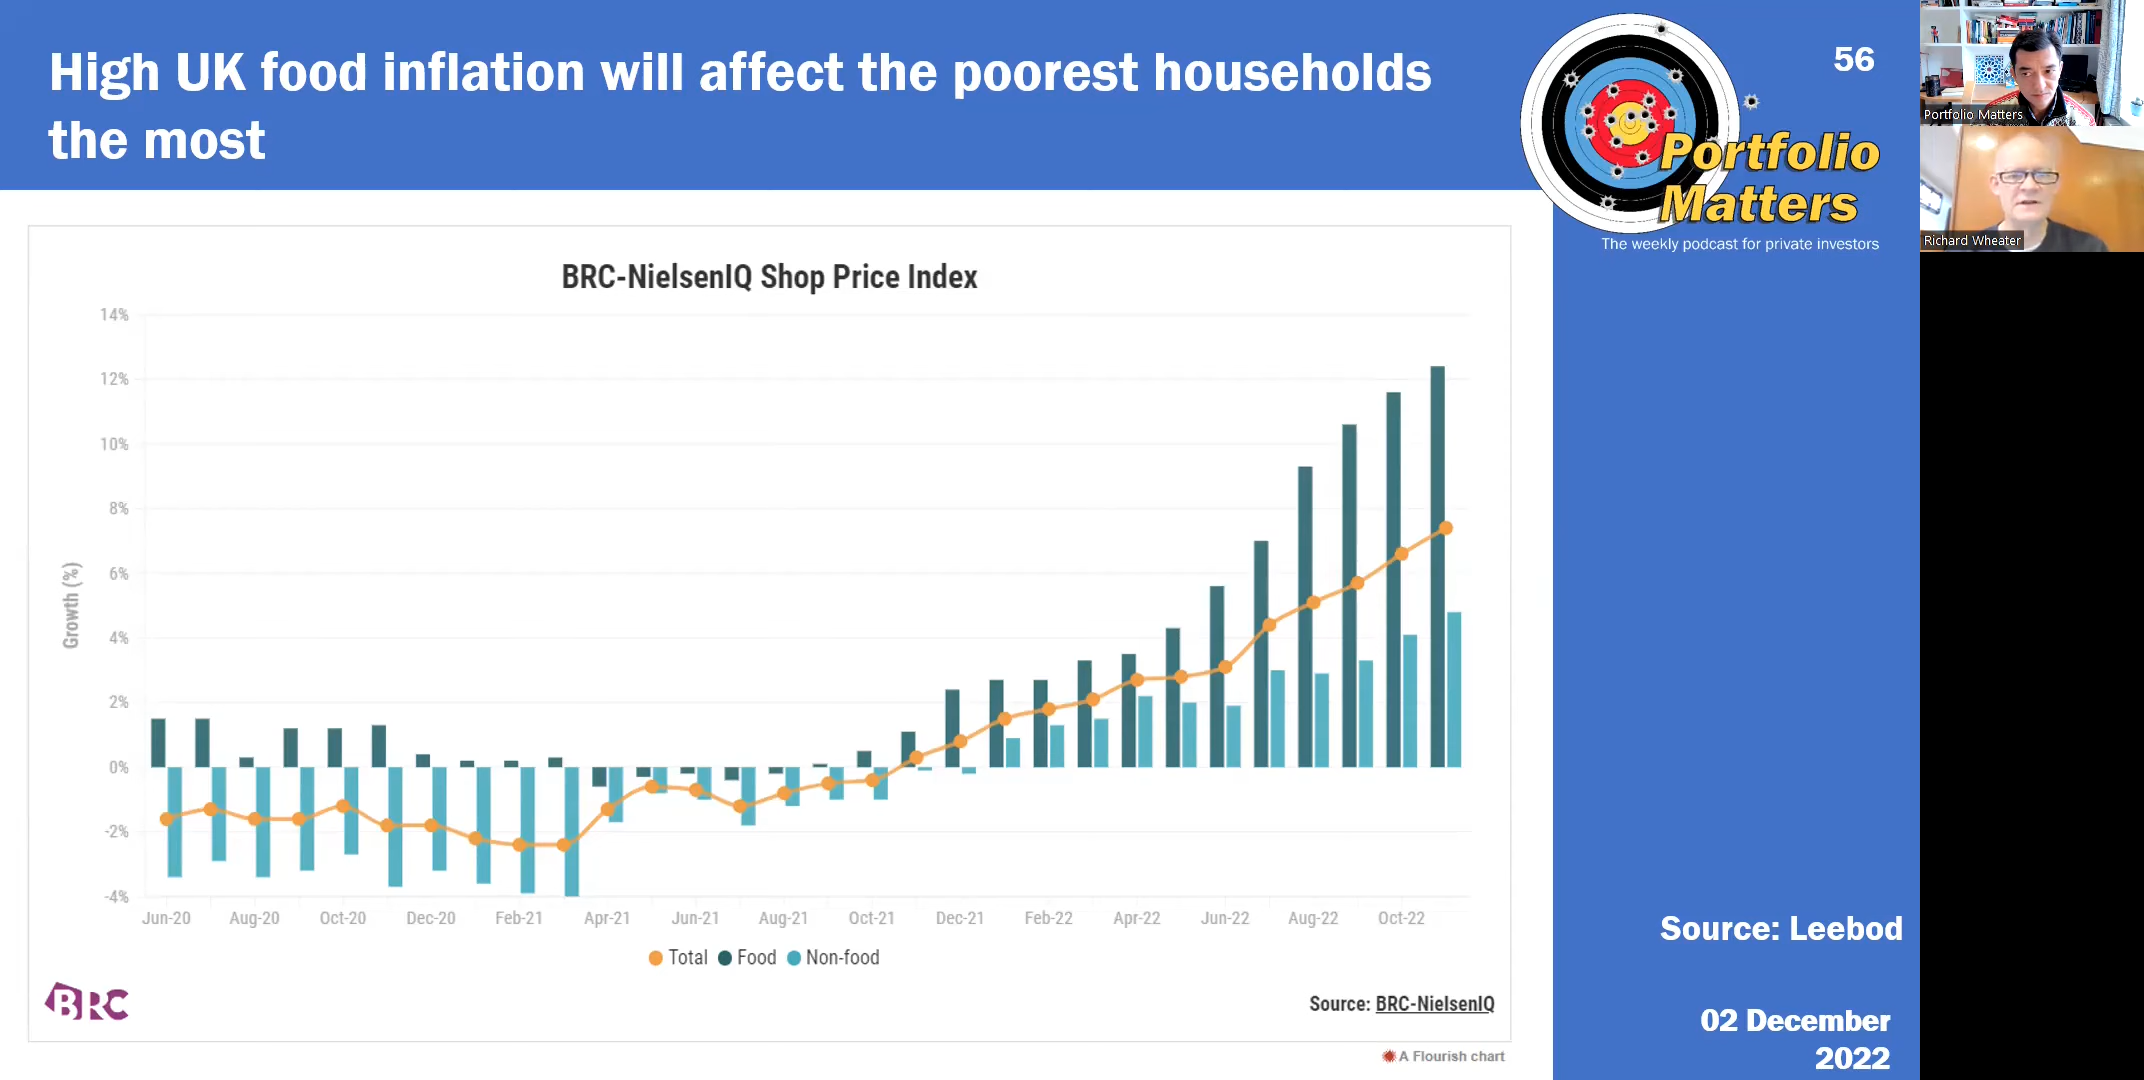 High UK food inflation will affect the poorest households
the most
Portfolio
Matters
The weekly podcast for private investors
56
Portfolio Matters
Richard Wheater
BRC-NielsenIQ Shop Price Index
Growth (%)
14%
12%
10%
8%
6%
4%
2%
0%
-2%
-4%
Jun-20 Aug-20 Oct-20 Dec-20 Feb-21 Apr-21 Jun-21 Aug-21 Oct-21 Dec-21 Feb-22 Apr-22 Jun-22 Aug-22 Oct-22
Total Food Non-food
BRC
Source: BRC-NielsenIQ
A Flourish chart
Source: Leebod
02 December
2022